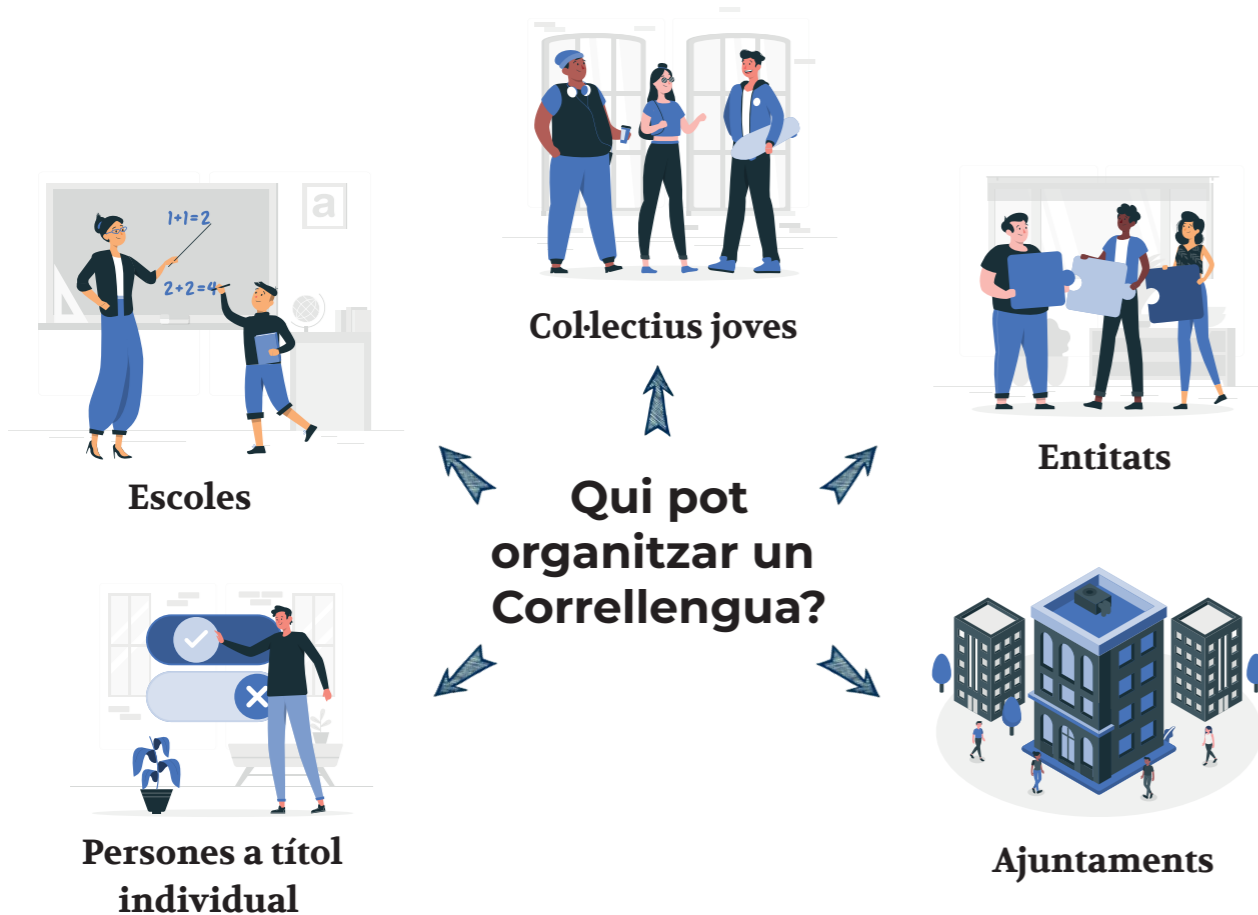 1+1=2
a
2+2=4
Col·lectius joves
Entitats
Escoles
Qui pot
organitzar un
Correllengua?
Persones a títol
individual
Ajuntaments